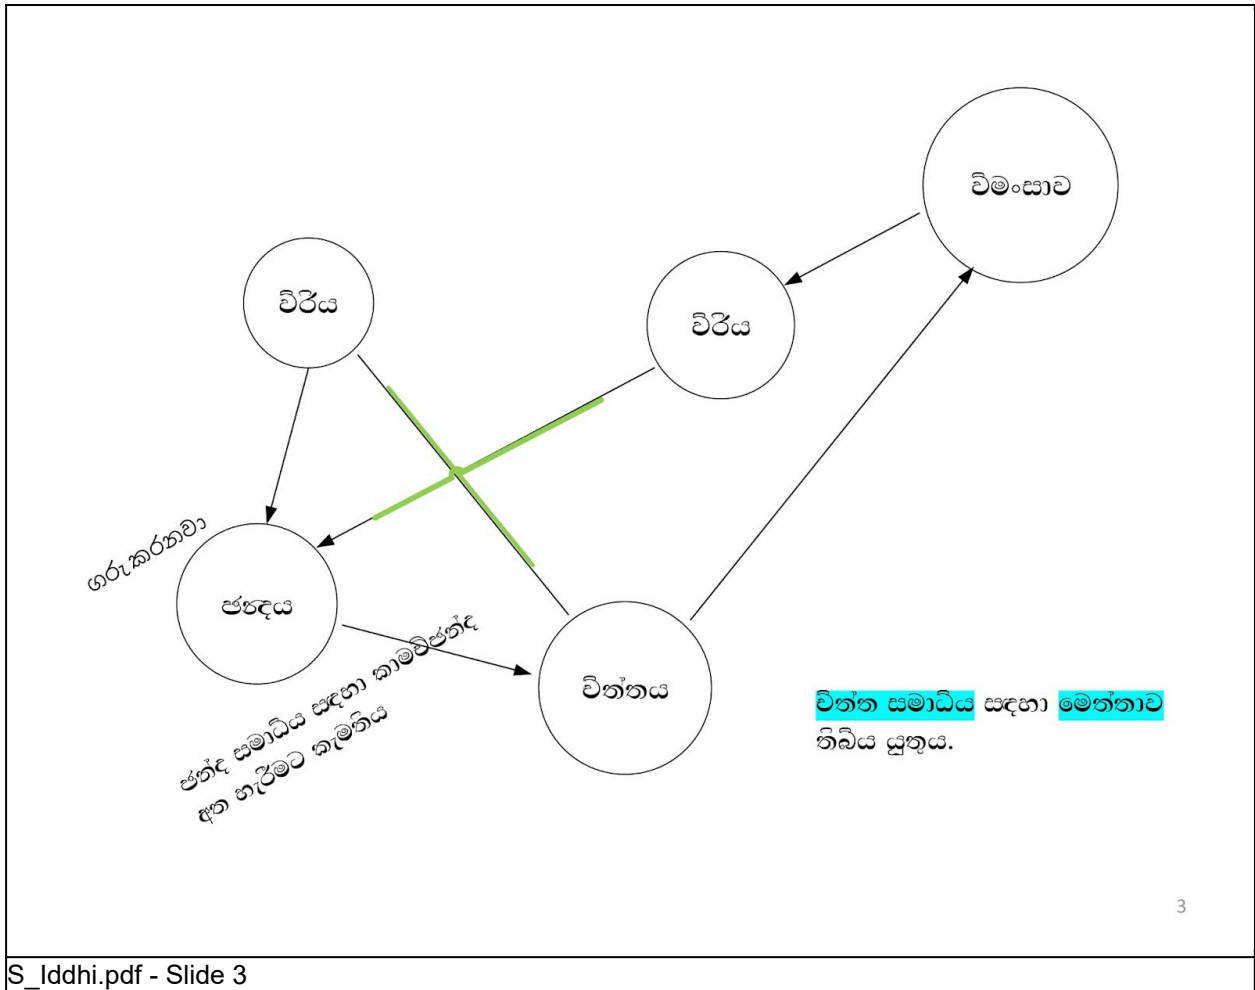 වීමංසාව
වීරිය
වීරිය
ගරුකරනවා
ඡන්දය
ඡන්ද සමාධිය සඳහා කාමච්ඡන්ද
අත හැරීමට කැමතිය
චිත්තය
චිත්ත සමාධිය සඳහා මෙත්තාව
තිබිය යුතුය.
3
S_Iddhi.pdf - Slide 3